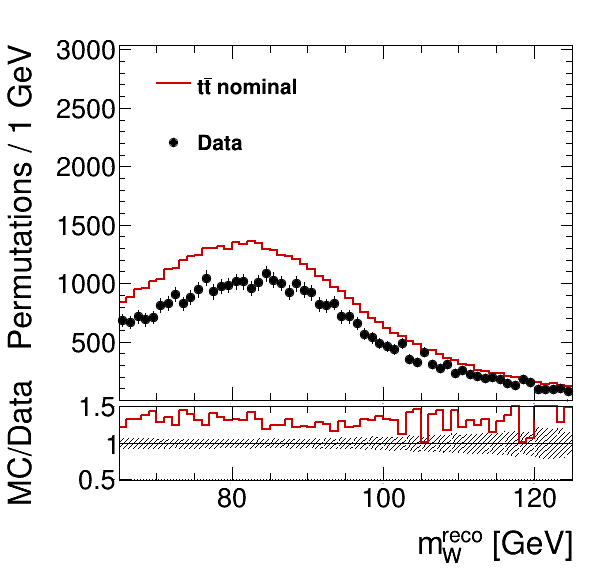 Permutations / 1 GeV
3000
2500
2000
1500
1000
500
tt̄ nominal
Data
MC/Data
1.5
1
0.5
80
100
120
m_W^reco [GeV]